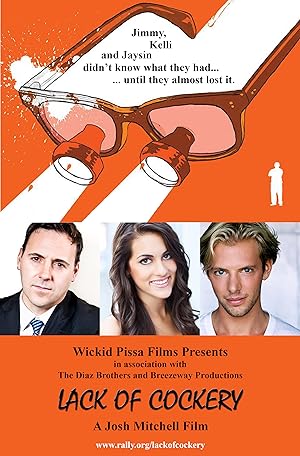 Jimmy,
Kelli
and Jaysin
didn't know what they had...
... until they almost lost it.
Wickid Pissa Films Presents
in association with
The Diaz Brothers and Breezeway Productions
LACK OF COCKERY
A Josh Mitchell Film
www.rally.org/lackofcockery